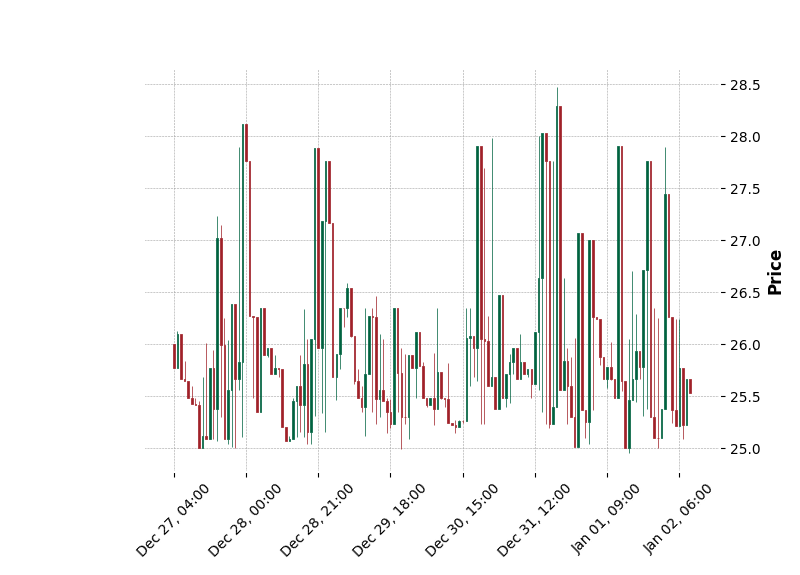 28.5
28.0
27.5
27.0
26.5
26.0
25.5
25.0
Price
Dec 27, 04:00
Dec 28, 00:00
Dec 28, 21:00
Dec 29, 18:00
Dec 30, 15:00
Dec 31, 12:00
Jan 01, 09:00
Jan 02, 06:00